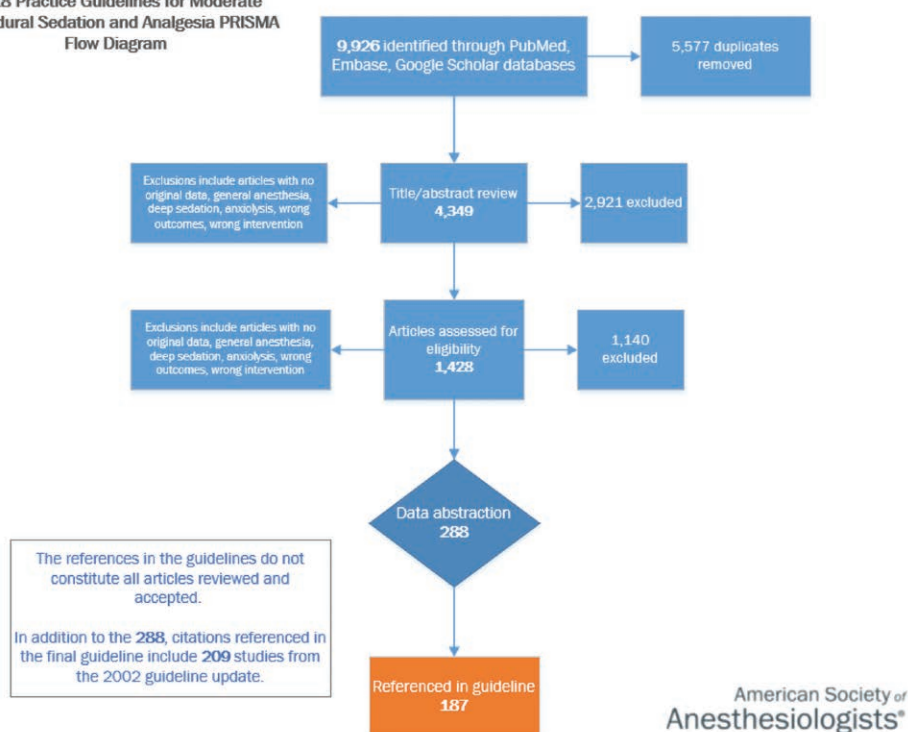 8 Practice Guidelines for Moderate
dural Sedation and Analgesia PRISMA
Flow Diagram
9,926 identified through PubMed,
Embase, Google Scholar databases
5,577 duplicates
removed
Exclusions include articles with no
original data, general anesthesia,
deep sedation, anxiolysis, wrong
outcomes, wrong intervention
Title/abstract review
4,349
2,921 excluded
Exclusions include articles with no
original data, general anesthesia,
deep sedation, anxiolysis, wrong
outcomes, wrong intervention
Articles assessed for
eligibility
1,428
1,140
excluded
Data abstraction
288
The references in the guidelines do not
constitute all articles reviewed and
accepted.
In addition to the 288, citations referenced in
the final guideline include 209 studies from
the 2002 guideline update.
Referenced in guideline
187
American Society of
Anesthesiologists®